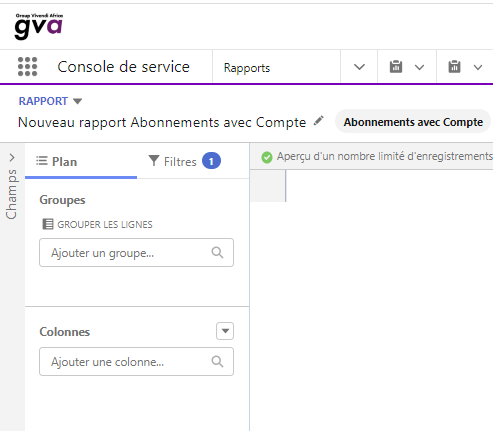 Group Vivendi Africa
gva
Console de service
Rapports
RAPPORT
Nouveau rapport Abonnements avec Compte
Abonnements avec Compte
Champs
Plan
Filtres 1
Aperçu d'un nombre limité d'enregistrements
Groupes
GROUPER LES LIGNES
Ajouter un groupe...
Colonnes
Ajouter une colonne...